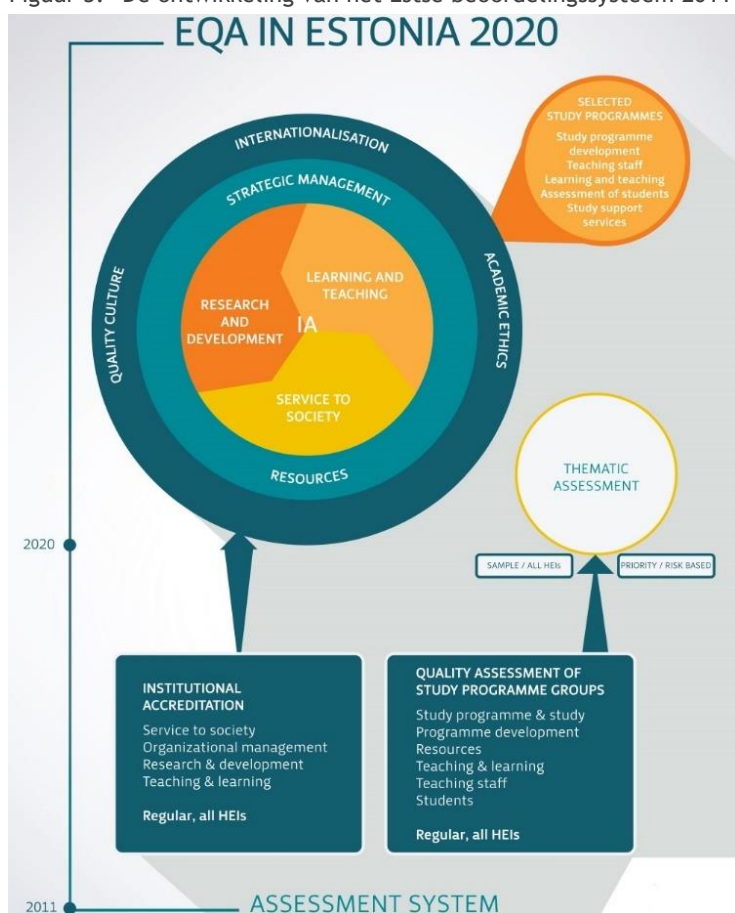 Figuur 3: De ontwikkeling van het Estse beoordelingssysteem 2011
EQA IN ESTONIA 2020
SELECTED
STUDY PROGRAMMES
Study programme
development
Teaching staff
Learning and teaching
Assessment of students
Study support
services
INTERNATIONALISATION
STRATEGIC MANAGEMENT
QUALITY CULTURE
ACADEMIC ETHICS
LEARNING AND
TEACHING
RESEARCH
AND
DEVELOPMENT
IA
SERVICE TO
SOCIETY
RESOURCES
THEMATIC
ASSESSMENT
2020
SAMPLE / ALL HEIs
PRIORITY / RISK BASED
INSTITUTIONAL
ACCREDITATION
Service to society
Organizational management
Research & development
Teaching & learning
Regular, all HEIs
QUALITY ASSESSMENT OF
STUDY PROGRAMME GROUPS
Study programme & study
Programme development
Resources
Teaching & learning
Teaching staff
Students
Regular, all HEIs
2011
ASSESSMENT SYSTEM